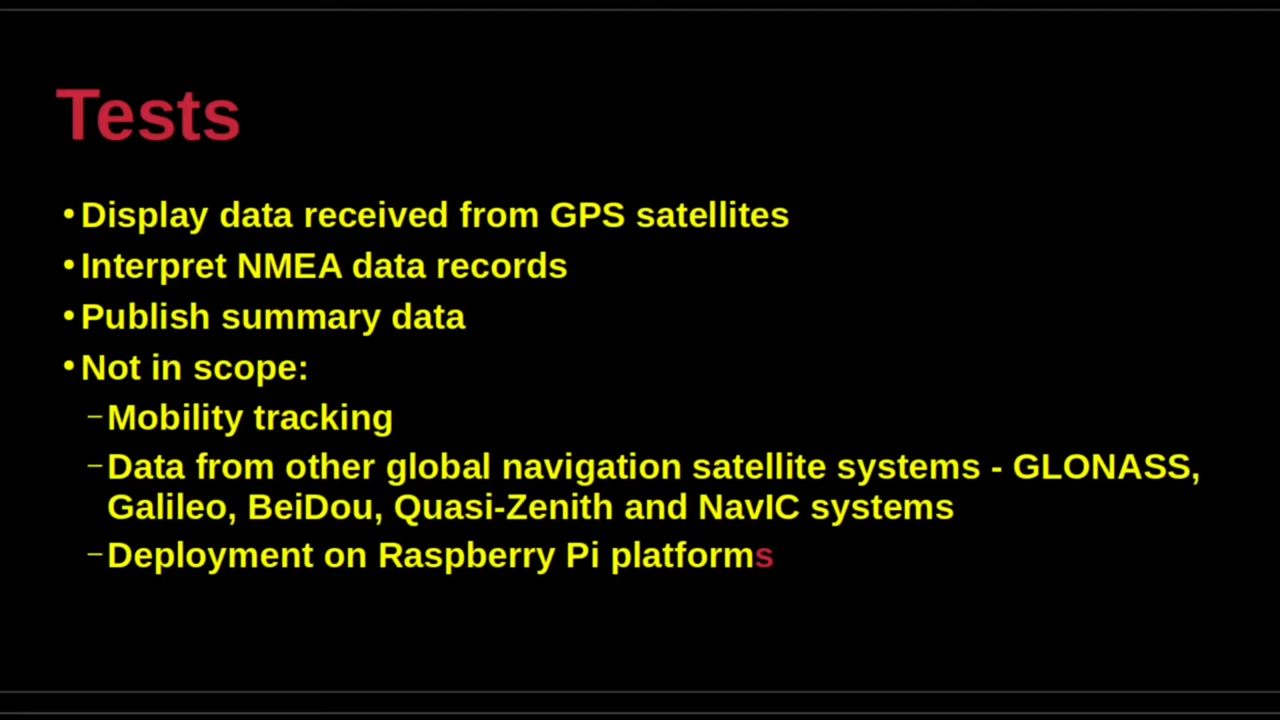 Tests
• Display data received from GPS satellites
• Interpret NMEA data records
• Publish summary data
• Not in scope:
– Mobility tracking
– Data from other global navigation satellite systems - GLONASS,
Galileo, BeiDou, Quasi-Zenith and NavIC systems
– Deployment on Raspberry Pi platforms